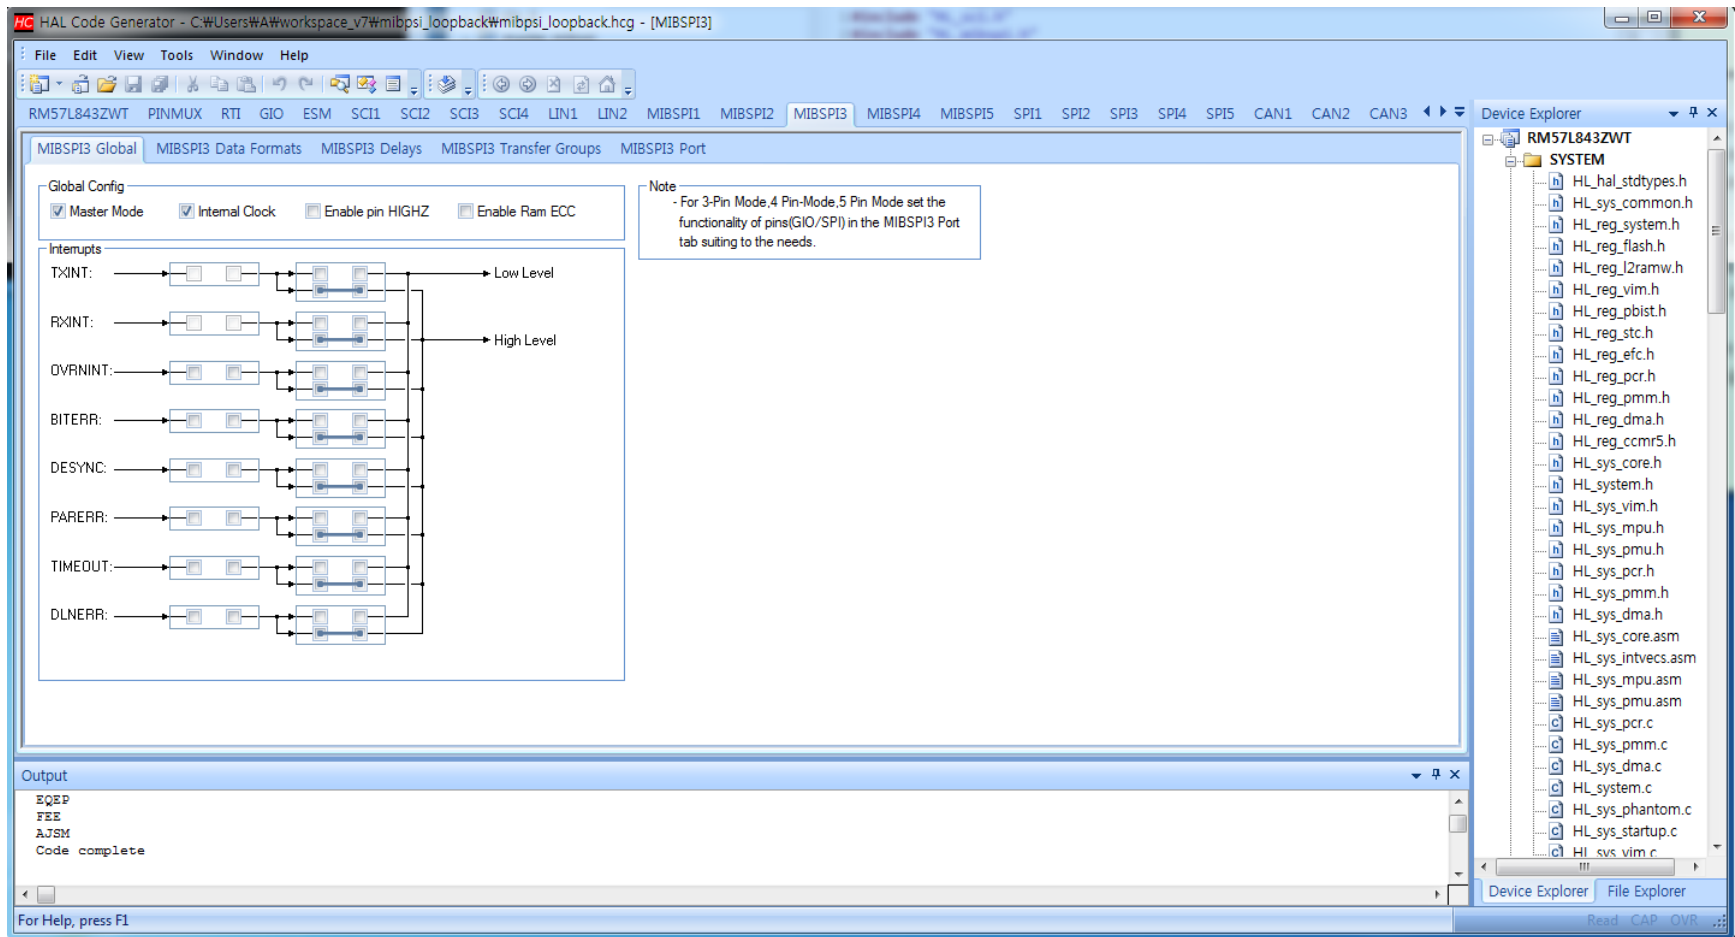 HC HAL Code Generator - C:₩Users₩A₩workspace_v7₩mibpsi_loopback₩mibpsi_loopback.hcg - [MIBSPI3]
File Edit View Tools Window Help
RM57L843ZWT PINMUX RTI GIO ESM SCI1 SCI2 SCI3 SCI4 LIN1 LIN2 MIBSPI1 MIBSPI2 MIBSPI3 MIBSPI4 MIBSPI5 SPI1 SPI2 SPI3 SPI4 SPI5 CAN1 CAN2 CAN3
MIBSPI3 Global MIBSPI3 Data Formats MIBSPI3 Delays MIBSPI3 Transfer Groups MIBSPI3 Port
Global Config
Master Mode Internal Clock Enable pin HIGHZ Enable Ram ECC
Note
- For 3-Pin Mode,4 Pin-Mode,5 Pin Mode set the
functionality of pins(GIO/SPI) in the MIBSPI3 Port
tab suiting to the needs.
Interrupts
TXINT:
Low Level
RXINT:
High Level
OVRNINT:
BITERR:
DESYNC:
PARERR:
TIMEOUT:
DLNERR:
Output
EQEP
FEE
AJSM
Code complete
Device Explorer
RM57L843ZWT
SYSTEM
HL_hal_stdtypes.h
HL_sys_common.h
HL_reg_system.h
HL_reg_flash.h
HL_reg_l2ramw.h
HL_reg_vim.h
HL_reg_pbist.h
HL_reg_stc.h
HL_reg_efc.h
HL_reg_pcr.h
HL_reg_pmm.h
HL_reg_dma.h
HL_reg_ccmr5.h
HL_sys_core.h
HL_system.h
HL_sys_vim.h
HL_sys_mpu.h
HL_sys_pmu.h
HL_sys_pcr.h
HL_sys_pmm.h
HL_sys_dma.h
HL_sys_core.asm
HL_sys_intvecs.asm
HL_sys_mpu.asm
HL_sys_pmu.asm
HL_sys_pcr.c
HL_sys_pmm.c
HL_sys_dma.c
HL_system.c
HL_sys_phantom.c
HL_sys_startup.c
HL_sys_vim.c
Device Explorer File Explorer
For Help, press F1
Read CAP OVR